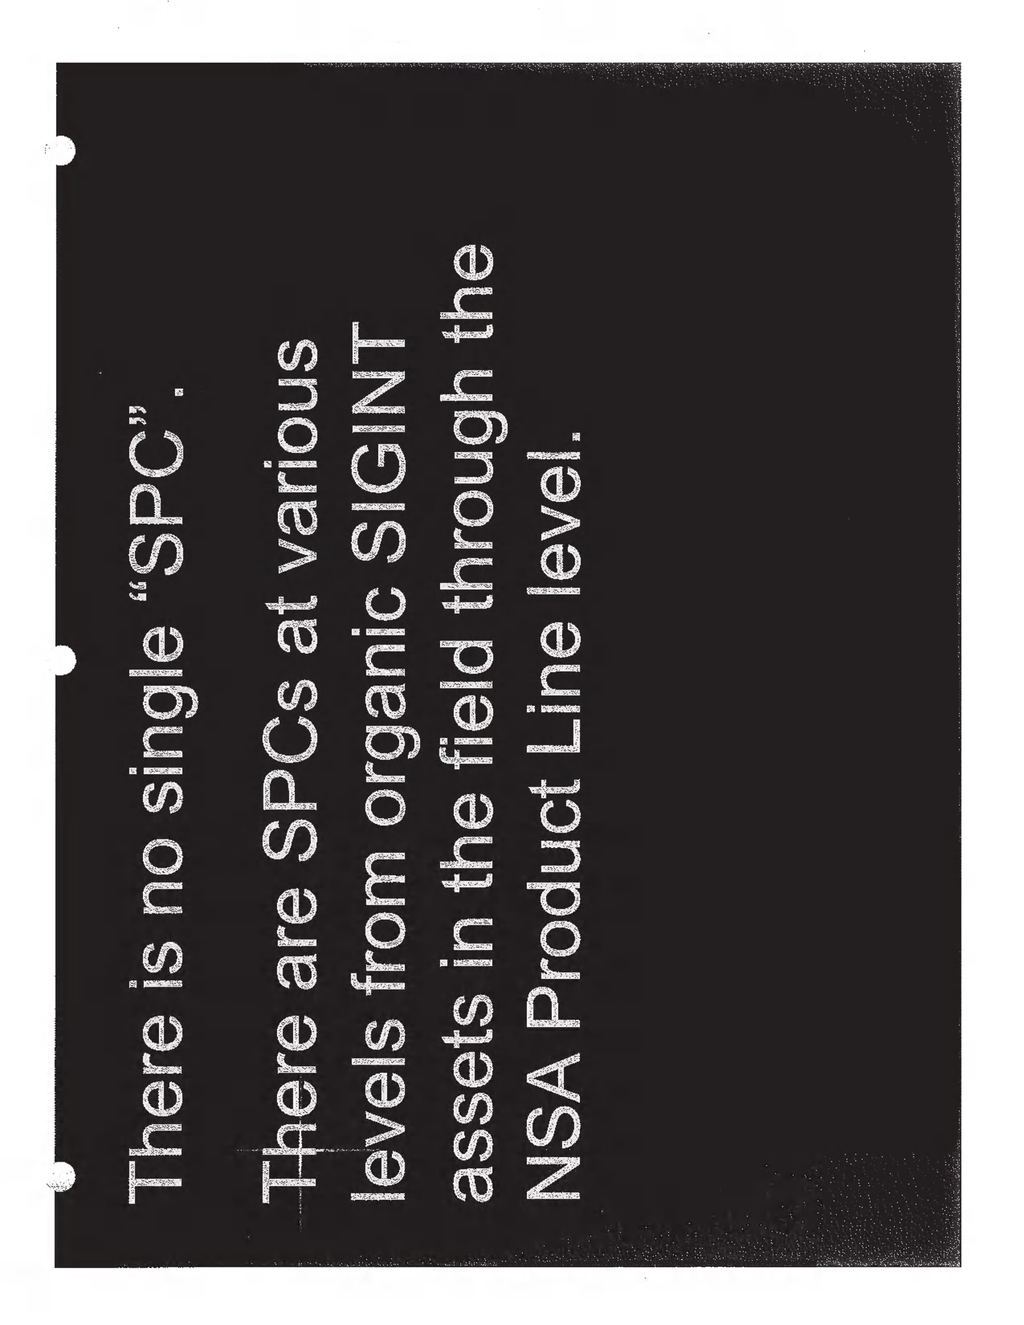 There is no single “SPC”.
There are SPCs at various
levels from organic SIGINT
assets in the field through the
NSA Product Line level.